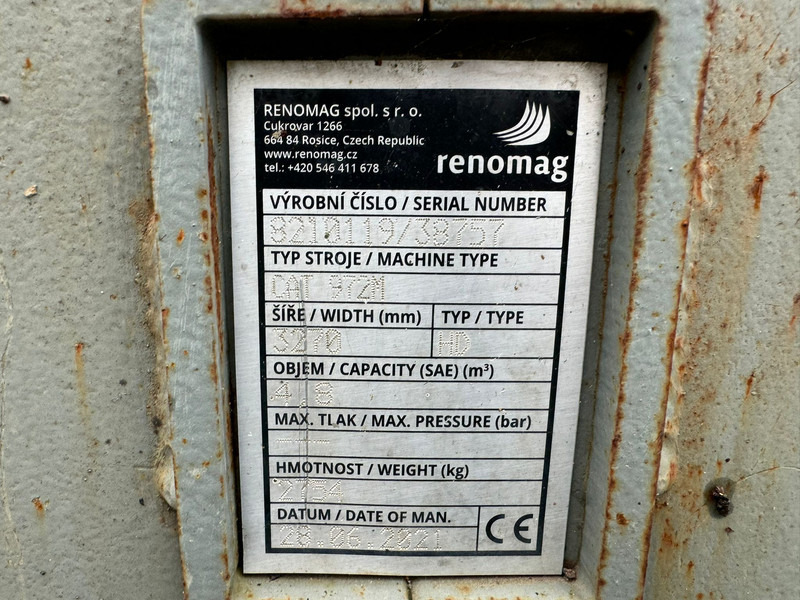 RENOMAG spol. s r. o.
Cukrovar 1266
664 84 Rosice, Czech Republic
www.renomag.cz
tel.: +420 546 411 678
renomag
VÝROBNÍ ČÍSLO / SERIAL NUMBER
8210119/38757
TYP STROJE / MACHINE TYPE
CAT 972M
ŠÍŘE / WIDTH (mm)
TYP / TYPE
3270
HD
OBJEM / CAPACITY (SAE) (m³)
4,8
MAX. TLAK / MAX. PRESSURE (bar)
---
HMOTNOST / WEIGHT (kg)
2754
DATUM / DATE OF MAN.
28.06.2021
CE